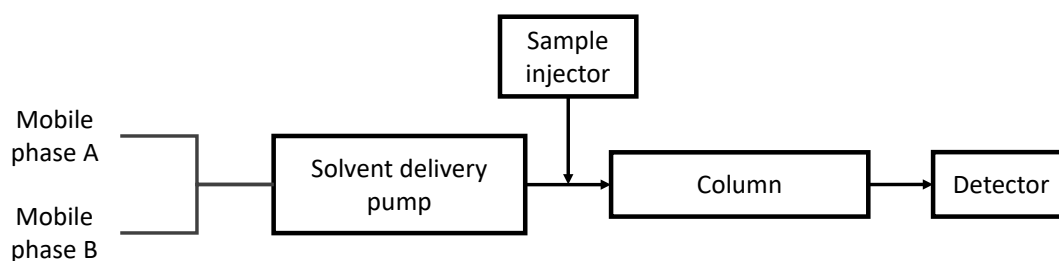 Sample
injector
Mobile
phase A
Solvent delivery
pump
Column
Detector
Mobile
phase B